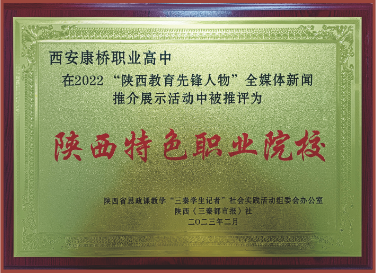 西安康桥职业高中
在2022“陕西教育先锋人物”全媒体新闻
推介展示活动中被推评为
陕西特色职业院校
陕西省思政课教学“三秦学生记者”社会实践活动组委会办公室
陕西《三秦都市报》社
二〇二三年二月